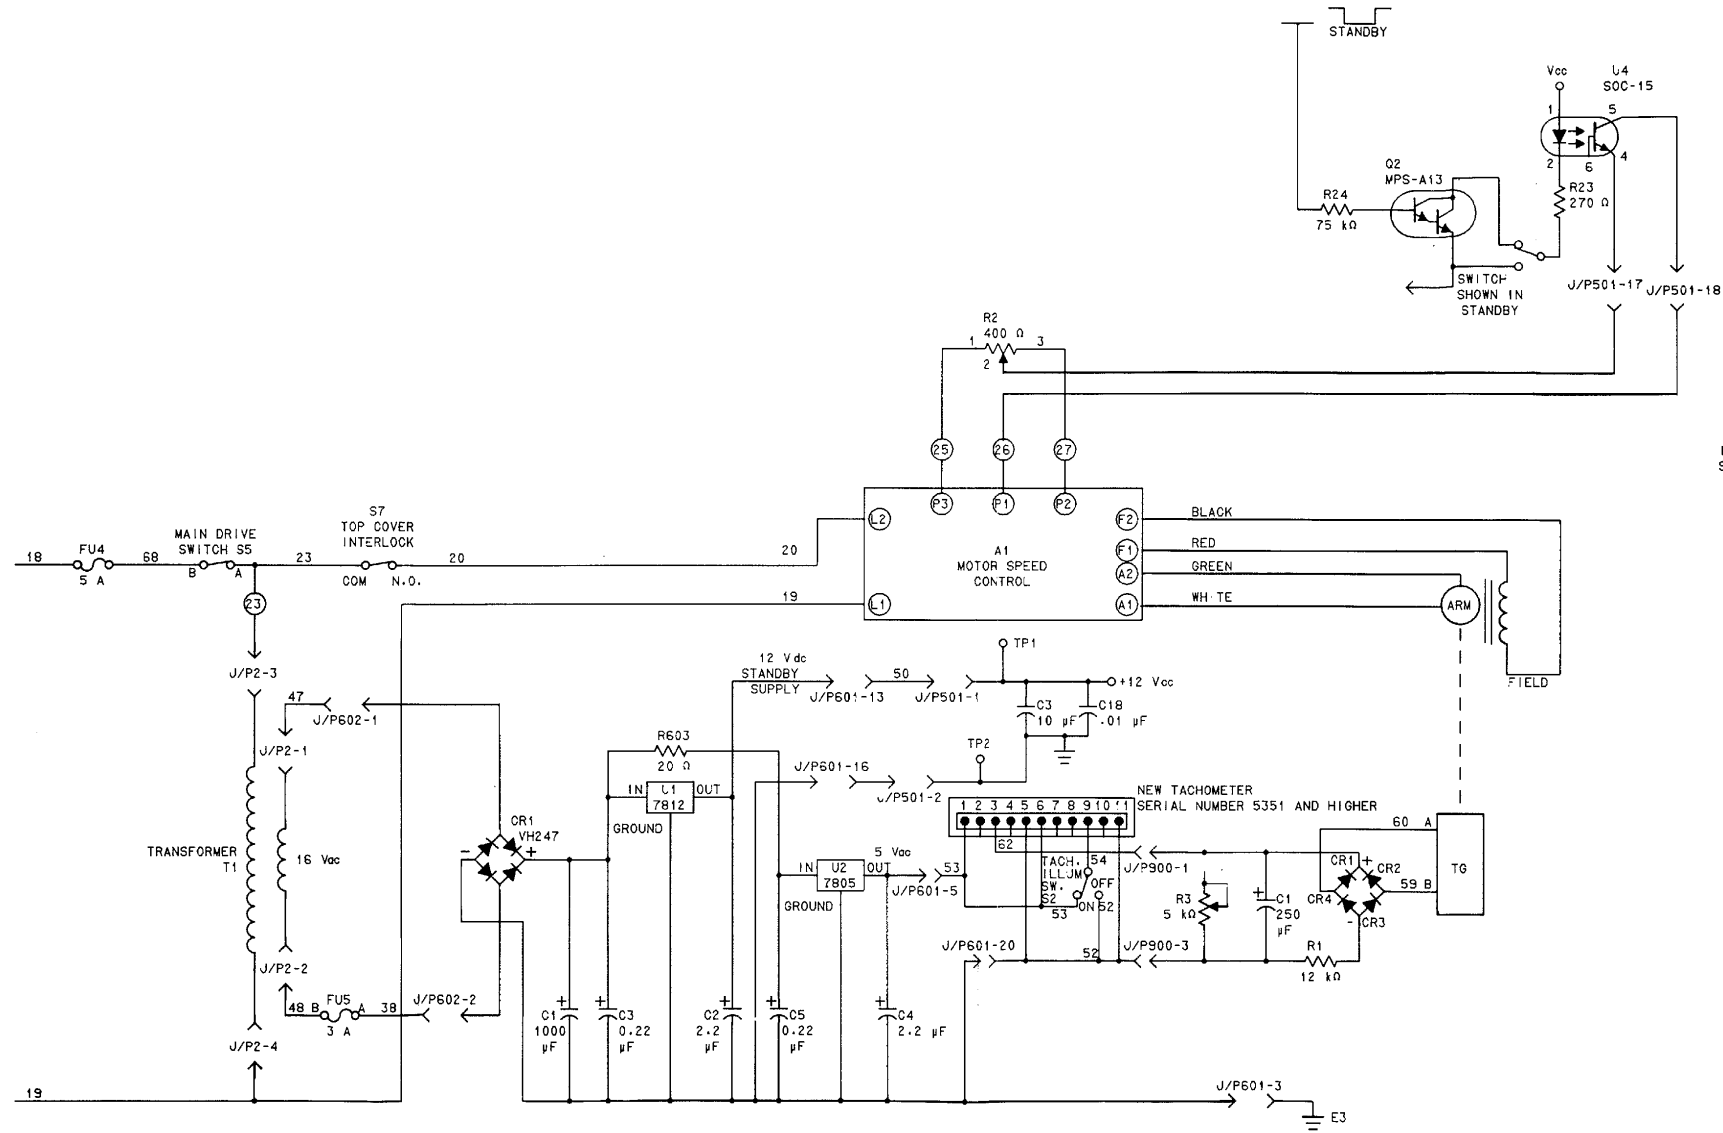 STANDBY
Vcc
U4
SOC-15
1
5
2
6
4
Q2
MPS-A13
R24
75 kΩ
R23
270 Ω
SWITCH
SHOWN IN
STANDBY
J/P501-17
J/P501-18
R2
400 Ω
1
3
2
25
26
27
P3
P1
P2
L2
L1
F2
F1
A2
A1
A1
MOTOR SPEED
CONTROL
BLACK
RED
GREEN
WHITE
ARM
FIELD
18
FU4
5 A
68
MAIN DRIVE
SWITCH S5
B
A
23
S7
TOP COVER
INTERLOCK
COM
N.O.
20
20
19
23
J/P2-3
47
J/P602-1
J/P2-1
TRANSFORMER
T1
16 Vac
J/P2-2
48
B
FU5
A
3 A
38
J/P602-2
J/P2-4
19
CR1
VH247
-
+
12 Vdc
STANDBY
SUPPLY
J/P601-13
50
J/P501-1
TP1
+12 Vcc
C3
10 µF
C18
.01 µF
R603
20 Ω
IN
U1
7812
OUT
GROUND
J/P601-16
J/P501-2
TP2
IN
U2
7805
OUT
GROUND
5 Vac
J/P601-5
53
NEW TACHOMETER
SERIAL NUMBER 5351 AND HIGHER
1 2 3 4 5 6 7 8 9 10 11
62
TACH.
ILLUM
SW.
S2
54
OFF
ON
53
52
52
J/P900-1
J/P900-3
J/P601-20
R3
5 kΩ
+
C1
250
µF
R1
12 kΩ
CR1
+
CR2
CR4
-
CR3
60 A
59 B
TG
+
C1
1000
µF
+
C3
0.22
µF
+
C2
2.2
µF
+
C5
0.22
µF
+
C4
2.2 µF
J/P601-3
E3